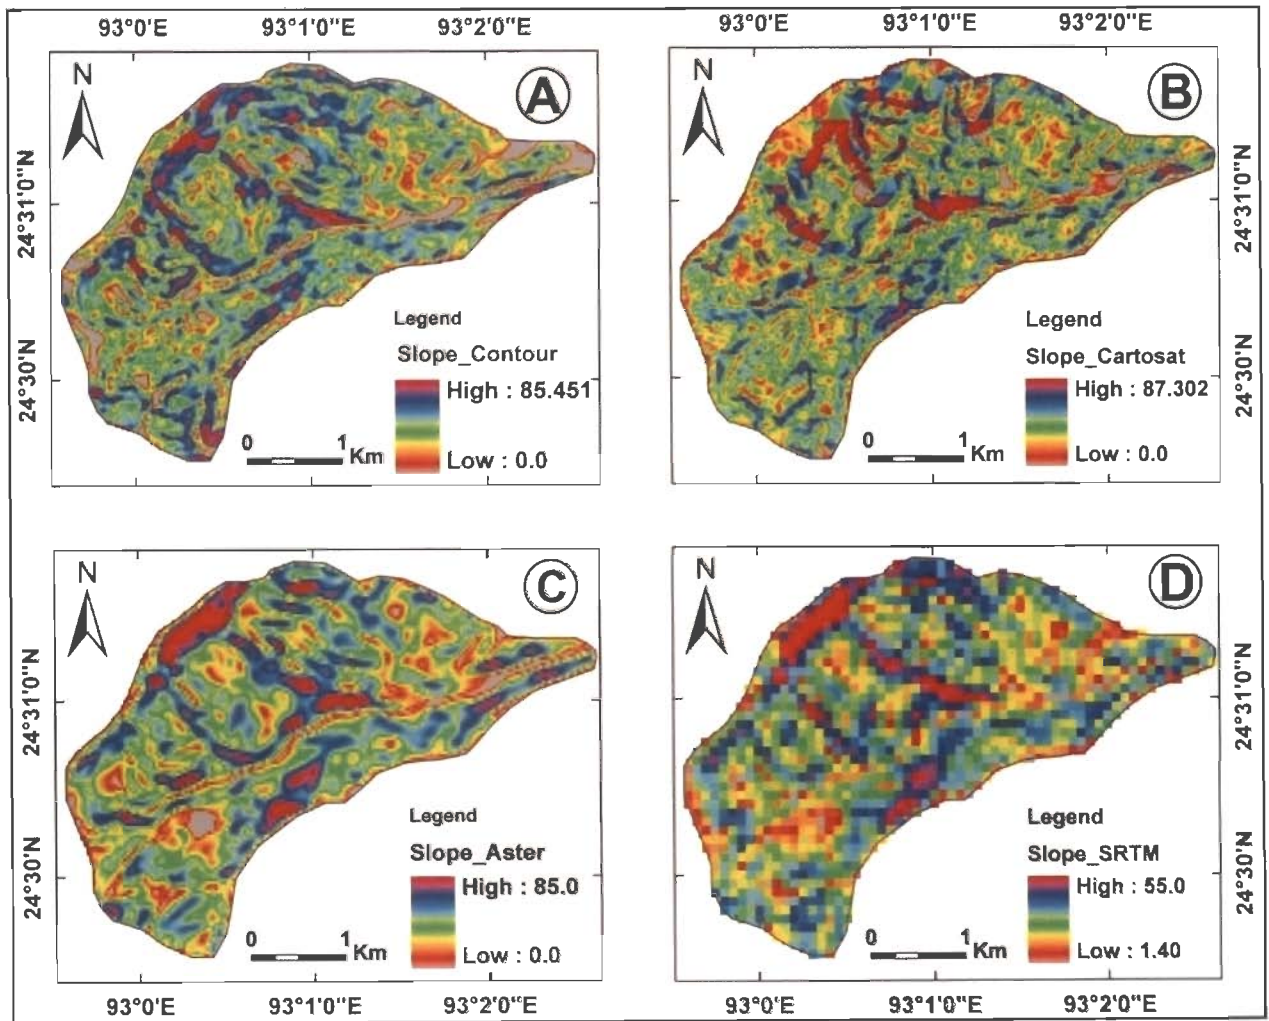 93°0'E 93°1'0"E 93°2'0"E 93°0'E 93°1'0"E 93°2'0"E
N A N B
24°31'0"N 24°31'0"N
24°30'N 24°30'N
Legend Legend
Slope_Contour Slope_Cartosat
High : 85.451 High : 87.302
Low : 0.0 Low : 0.0
0 1 Km 0 1 Km
N C N D
24°31'0"N 24°31'0"N
24°30'N 24°30'N
Legend Legend
Slope_Aster Slope_SRTM
High : 85.0 High : 55.0
Low : 0.0 Low : 1.40
0 1 Km 0 1 Km
93°0'E 93°1'0"E 93°2'0"E 93°0'E 93°1'0"E 93°2'0"E